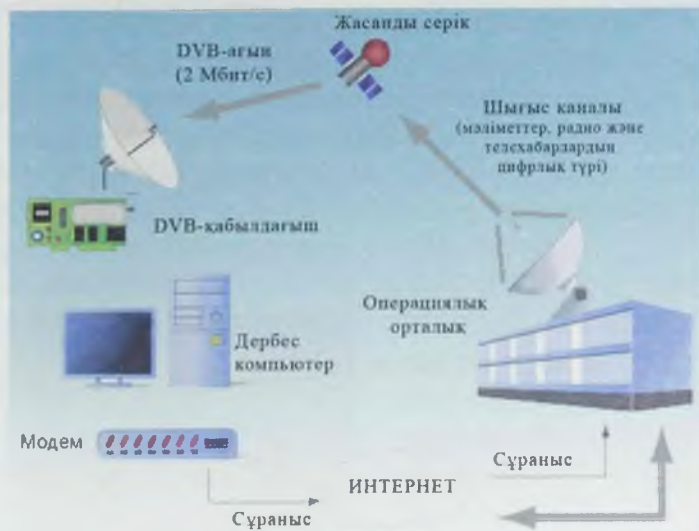 Жасанды серік
DVB-ағын
(2 Мбит/с)
Шығыс каналы
(мәліметтер, радио және
телехабарлардың
цифрлық түрі)
DVB-қабылдағыш
Операциялық
орталық
Дербес
компьютер
Модем
Сұраныс
ИНТЕРНЕТ
Сұраныс